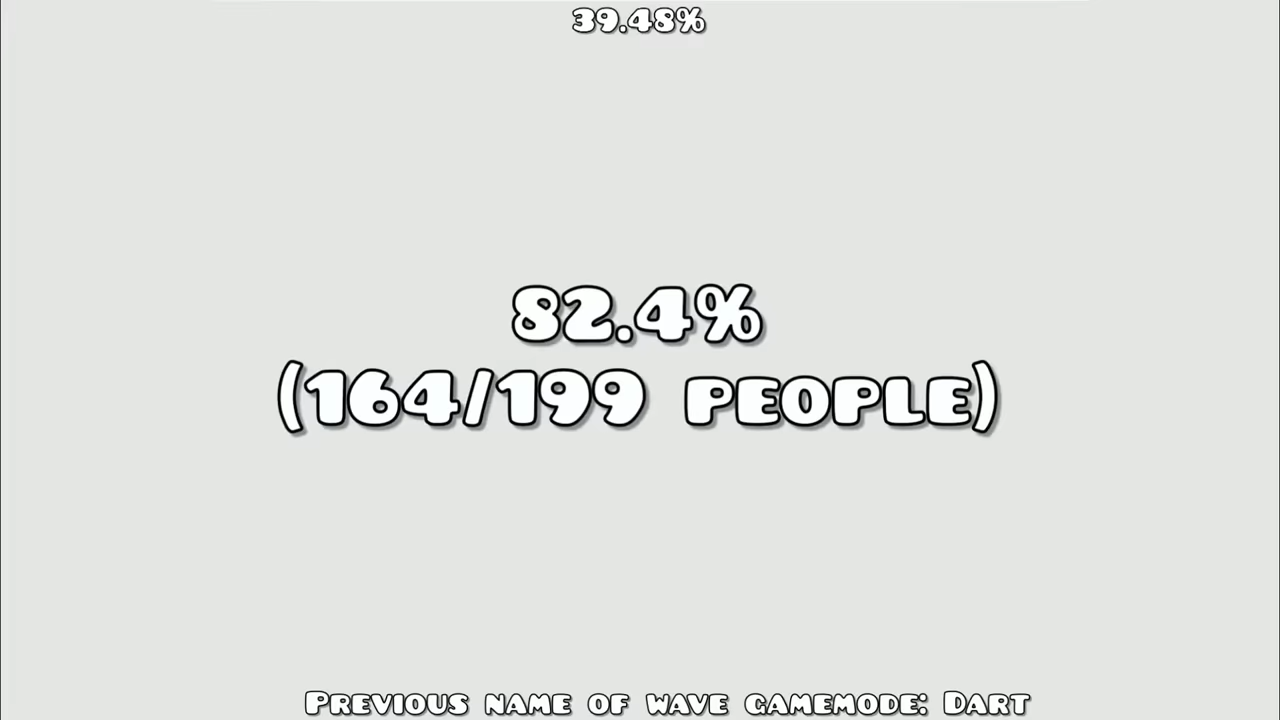 39.48%
82.4%
(164/199 PEOPLE)
PREVIOUS NAME OF WAVE GAMEMODE: DART